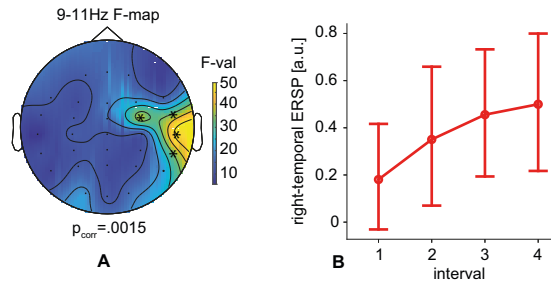 9-11Hz F-map
F-val
50
40
30
20
10
p_corr=.0015
A
right-temporal ERSP [a.u.]
0.8
0.6
0.4
0.2
0
1 2 3 4
interval
B